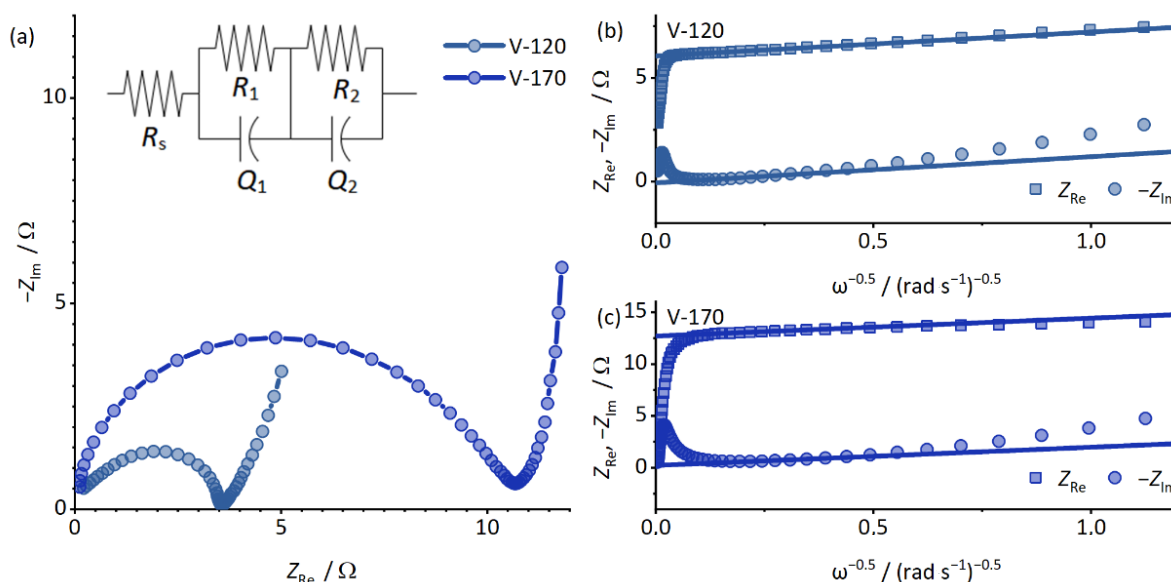 (a)
V-120
V-170
R1
R2
Rs
Q1
Q2
−ZIm / Ω
10
5
0
0
5
10
ZRe / Ω
(b)
V-120
ZRe, −ZIm / Ω
5
0
ZRe
−ZIm
0.0
0.5
1.0
ω−0.5 / (rad s−1)−0.5
(c)
V-170
ZRe, −ZIm / Ω
15
10
5
0
ZRe
−ZIm
0.0
0.5
1.0
ω−0.5 / (rad s−1)−0.5